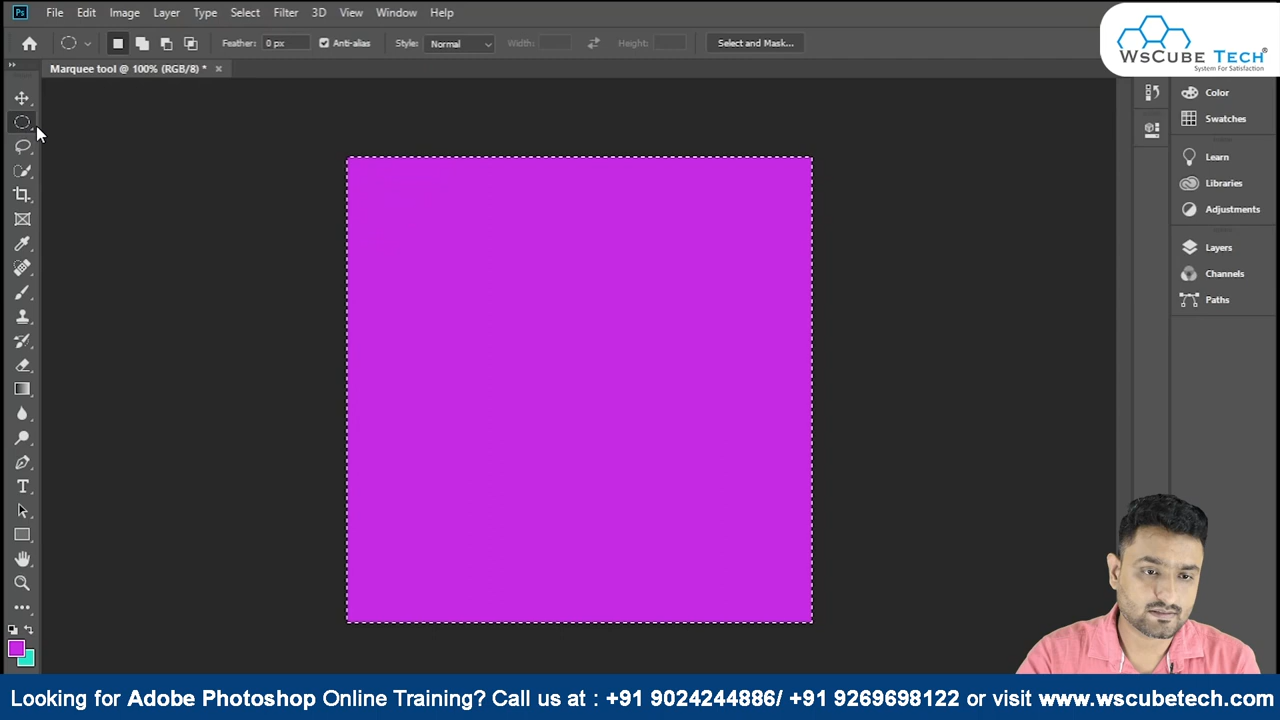 Ps File Edit Image Layer Type Select Filter 3D View Window Help
Feather: 0 px Anti-alias Style: Normal Width: Height: Select and Mask...
WsCube Tech®
System For Satisfaction
Marquee tool @ 100% (RGB/8) * ×
Color
Swatches
Learn
Libraries
Adjustments
Layers
Channels
Paths
T
Looking for Adobe Photoshop Online Training? Call us at : +91 9024244886/ +91 9269698122 or visit www.wscubetech.com